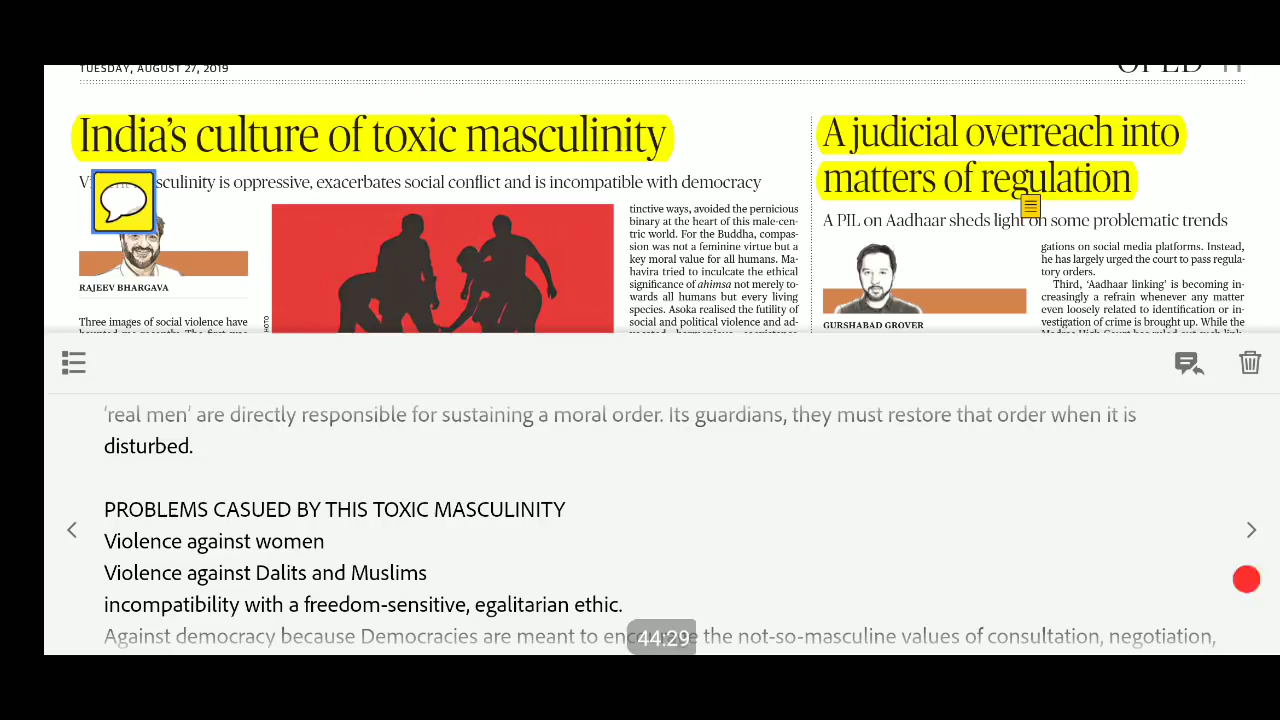 TUESDAY, AUGUST 27, 2019
OPED 11
India's culture of toxic masculinity
sculinity is oppressive, exacerbates social conflict and is incompatible with democracy
RAJEEV BHARGAVA
Three images of social violence have
tinctive ways, avoided the pernicious
binary at the heart of this male-cen-
tric world. For the Buddha, compas-
sion was not a feminine virtue but a
key moral value for all humans. Ma-
havira tried to inculcate the ethical
significance of ahimsa not merely to-
wards all humans but every living
species. Asoka realised the futility of
social and political violence and ad-
A judicial overreach into
matters of regulation
A PIL on Aadhaar sheds light on some problematic trends
GURSHABAD GROVER
gations on social media platforms. Instead,
he has largely urged the court to pass regula-
tory orders.
Third, 'Aadhaar linking' is becoming in-
creasingly a refrain whenever any matter
even loosely related to identification or in-
vestigation of crime is brought up. While the
'real men' are directly responsible for sustaining a moral order. Its guardians, they must restore that order when it is
disturbed.
PROBLEMS CASUED BY THIS TOXIC MASCULINITY
Violence against women
Violence against Dalits and Muslims
incompatibility with a freedom-sensitive, egalitarian ethic.
Against democracy because Democracies are meant to the not-so-masculine values of consultation, negotiation,
44:29